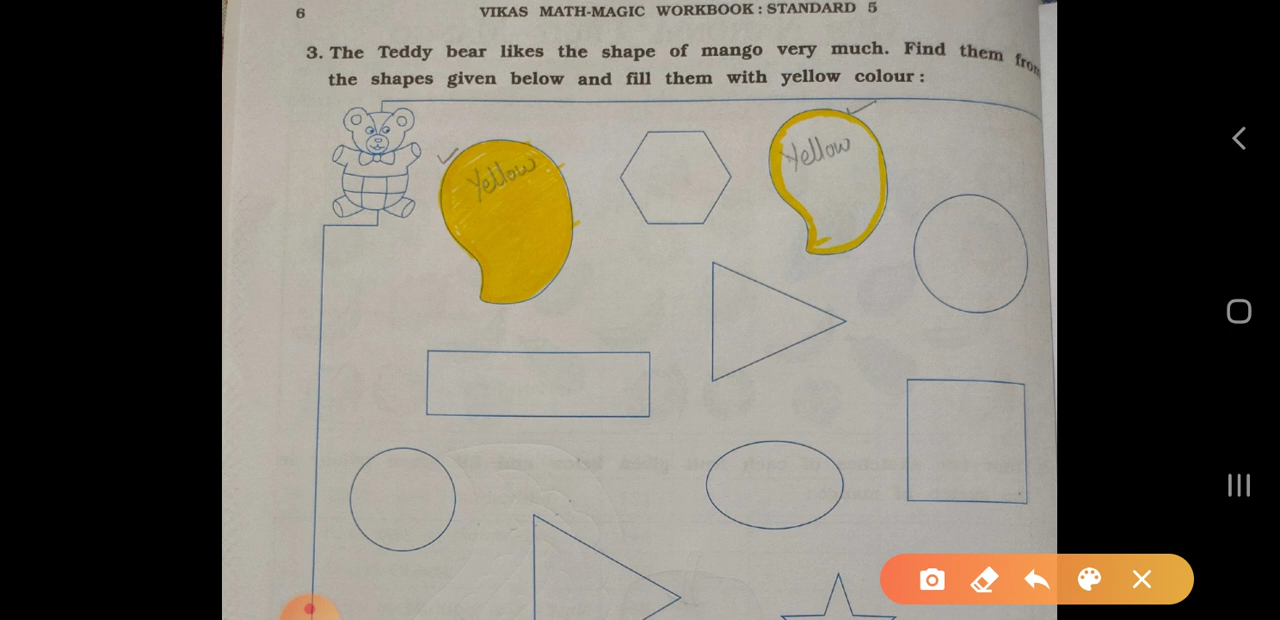 6 VIKAS MATH-MAGIC WORKBOOK : STANDARD 5
3. The Teddy bear likes the shape of mango very much. Find them from
the shapes given below and fill them with yellow colour :
Yellow
Yellow